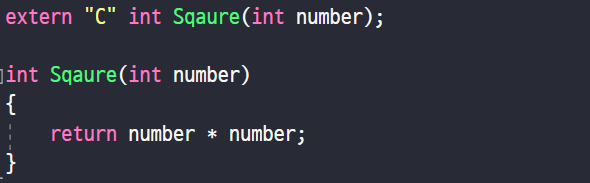 extern "C" int Sqaure(int number);
int Sqaure(int number)
{
return number * number;
}